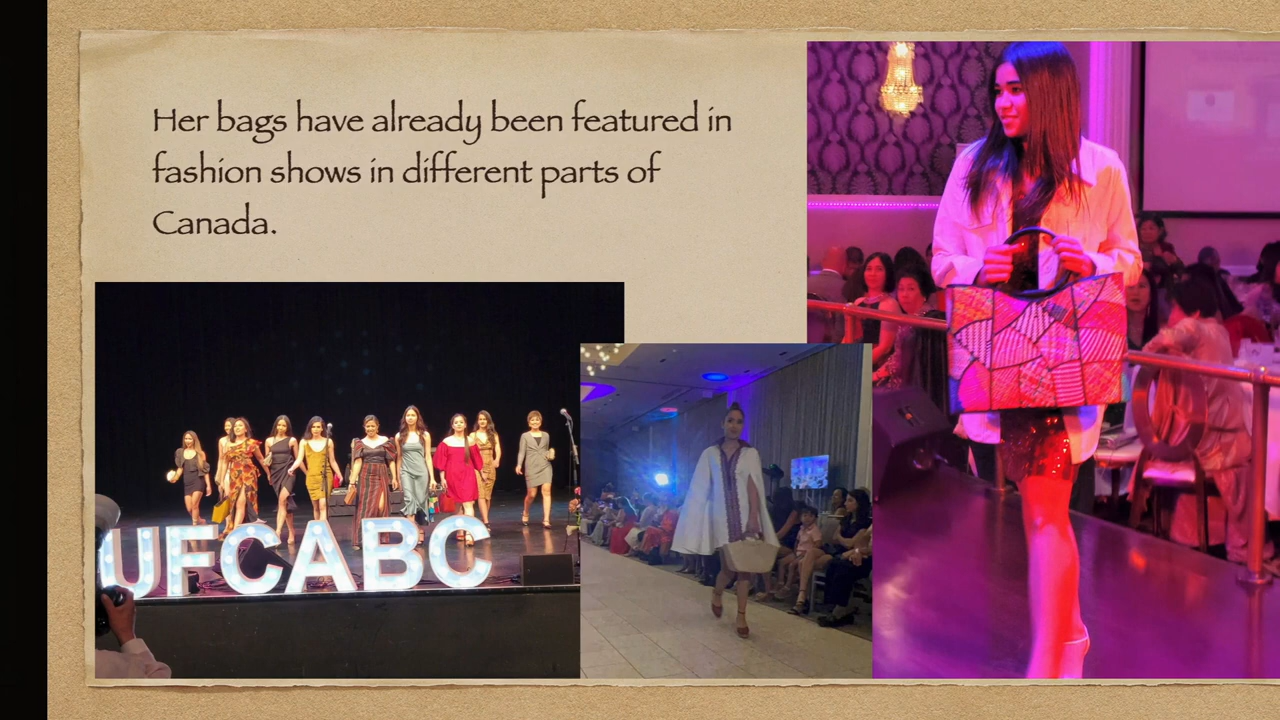 Her bags have already been featured in
fashion shows in different parts of
Canada.
UFCABC